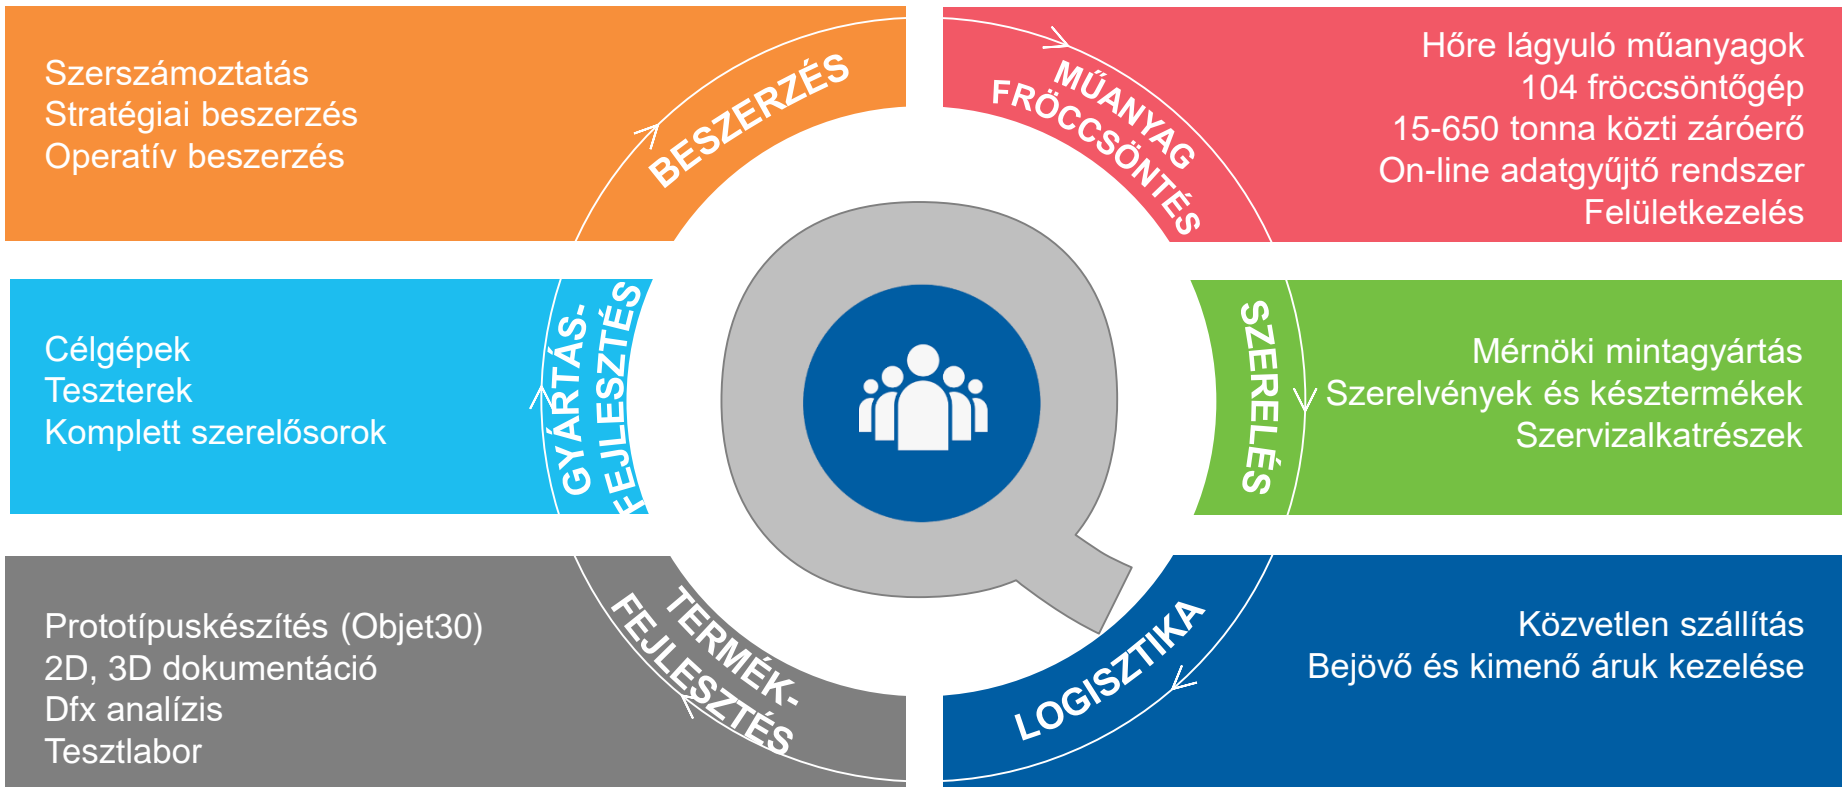 Szerszámoztatás
Stratégiai beszerzés
Operatív beszerzés
BESZERZÉS
MŰANYAG
FRÖCCSÖNTÉS
Hőre lágyuló műanyagok
104 fröccsöntőgép
15-650 tonna közti záróerő
On-line adatgyűjtő rendszer
Felületkezelés
Célgépek
Teszterek
Komplett szerelősorok
GYÁRTÁS-
FEJLESZTÉS
SZERELÉS
Mérnöki mintagyártás
Szerelvények és késztermékek
Szervizalkatrészek
Prototípuskészítés (Objet30)
2D, 3D dokumentáció
Dfx analízis
Tesztlabor
TERMÉK-
FEJLESZTÉS
LOGISZTIKA
Közvetlen szállítás
Bejövő és kimenő áruk kezelése